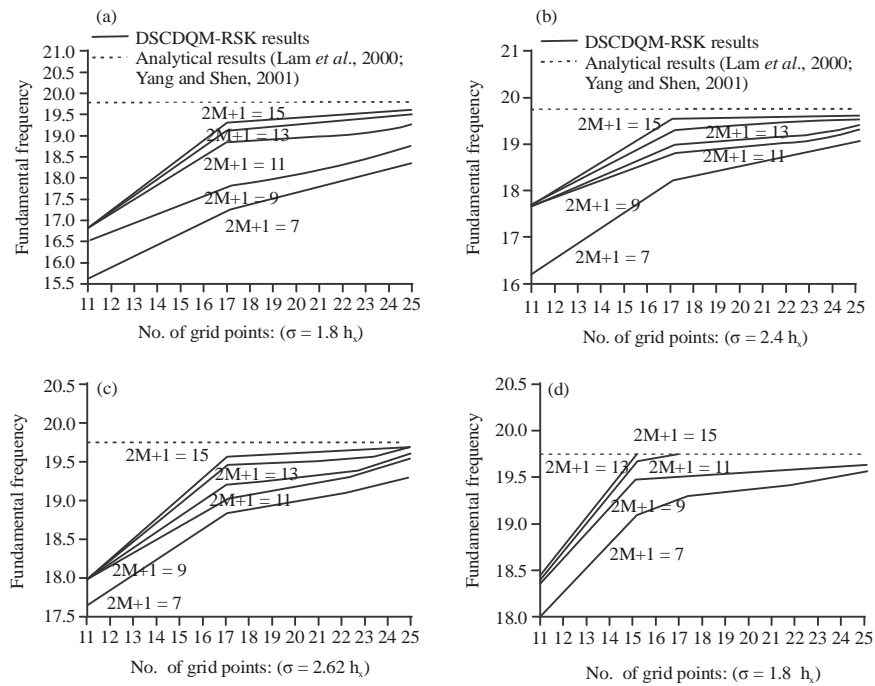 (a)
DSCDQM-RSK results
Analytical results (Lam et al., 2000;
Yang and Shen, 2001)
Fundamental frequency
21.0
20.5
20.0
19.5
19.0
18.5
18.0
17.5
17.0
16.5
16.0
15.5
2M+1 = 15
2M+1 = 13
2M+1 = 11
2M+1 = 9
2M+1 = 7
11 12 13 14 15 16 17 18 19 20 21 22 23 24 25
No. of grid points: (σ = 1.8 hx)
(b)
DSCDQM-RSK results
Analytical results (Lam et al., 2000;
Yang and Shen, 2001)
Fundamental frequency
21
20
19
18
17
16
2M+1 = 15
2M+1 = 13
2M+1 = 11
2M+1 = 9
2M+1 = 7
11 12 13 14 15 16 17 18 19 20 21 22 23 24 25
No. of grid points: (σ = 2.4 hx)
(c)
Fundamental frequency
20.5
20.0
19.5
19.0
18.5
18.0
17.5
2M+1 = 15
2M+1 = 13
2M+1 = 11
2M+1 = 9
2M+1 = 7
11 12 13 14 15 16 17 18 19 20 21 22 23 24 25
No. of grid points: (σ = 2.62 hx)
(d)
Fundamental frequency
20.5
20.0
19.5
19.0
18.5
18.0
2M+1 = 15
2M+1 = 13
2M+1 = 11
2M+1 = 9
2M+1 = 7
11 12 13 14 15 16 17 18 19 20 21 22 23 24 25
No. of grid points: (σ = 1.8 hx)